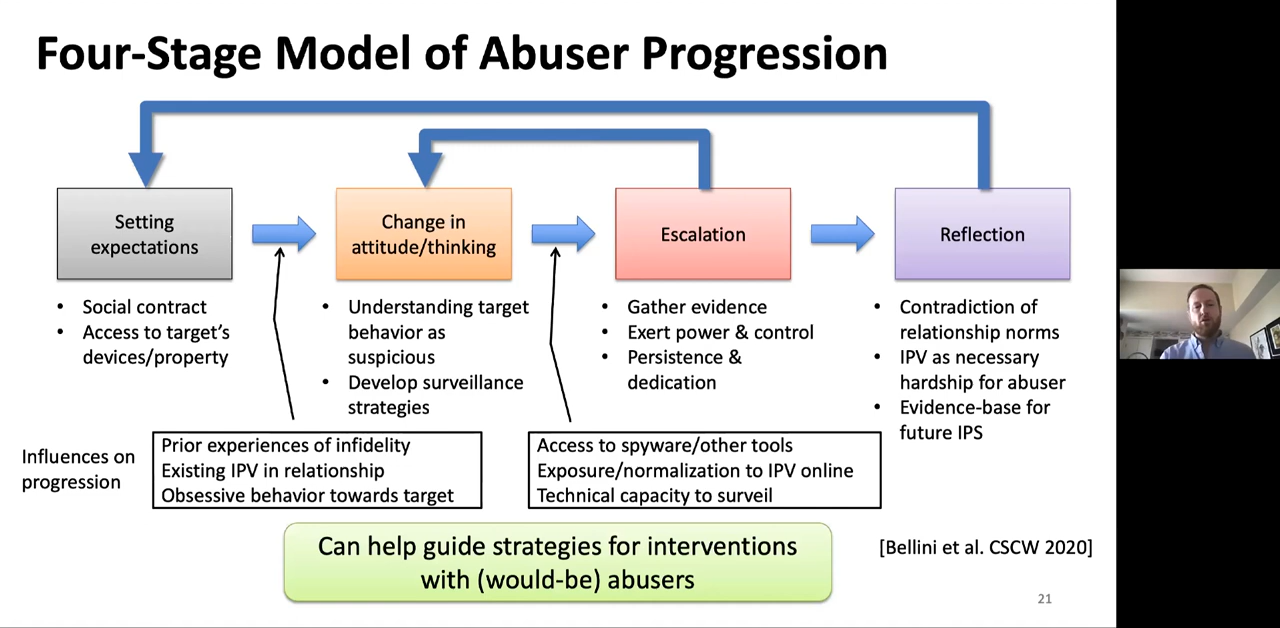 Four-Stage Model of Abuser Progression
Setting
expectations
Change in
attitude/thinking
Escalation
Reflection
• Social contract
• Access to target's
devices/property
• Understanding target
behavior as
suspicious
• Develop surveillance
strategies
• Gather evidence
• Exert power & control
• Persistence &
dedication
• Contradiction of
relationship norms
• IPV as necessary
hardship for abuser
• Evidence-base for
future IPS
Influences on
progression
Prior experiences of infidelity
Existing IPV in relationship
Obsessive behavior towards target
Access to spyware/other tools
Exposure/normalization to IPV online
Technical capacity to surveil
Can help guide strategies for interventions
with (would-be) abusers
[Bellini et al. CSCW 2020]
21